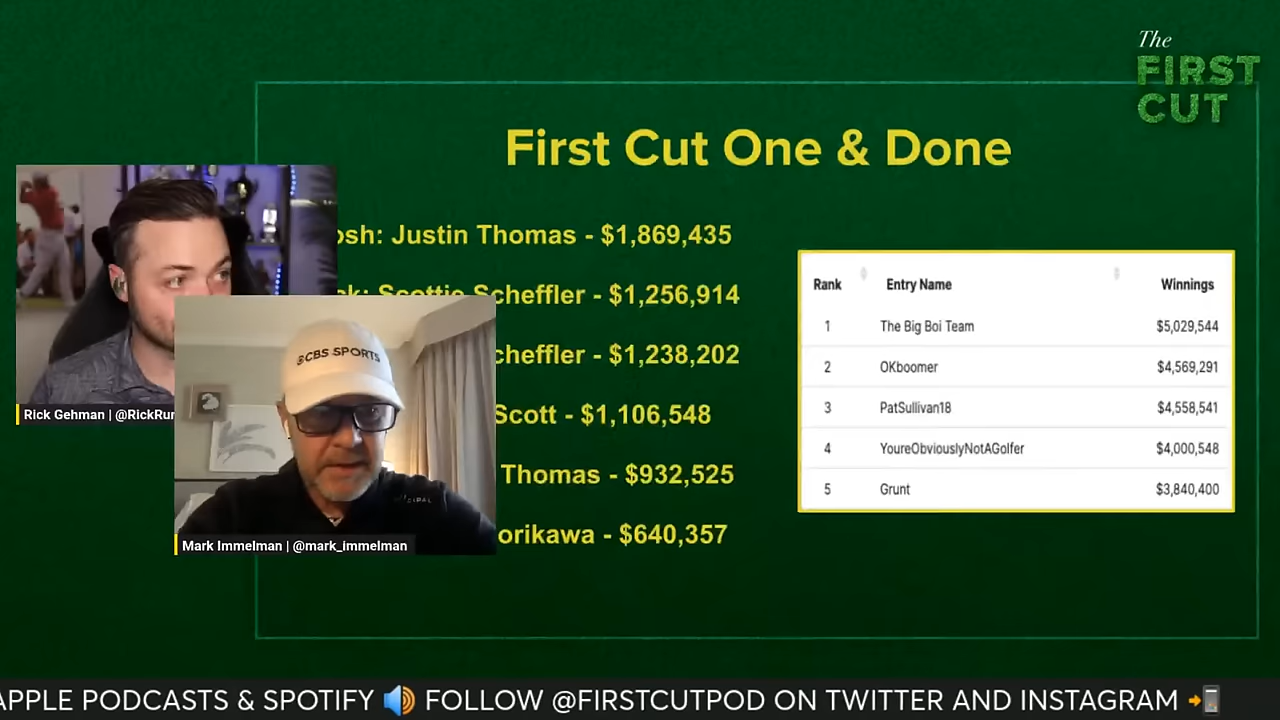 The
FIRST
CUT
First Cut One & Done
Justin Thomas - $1,869,435
Scottie Scheffler - $1,256,914
- $1,238,202
Scott - $1,106,548
Thomas - $932,525
- $640,357
Rank Entry Name Winnings
1 The Big Boi Team $5,029,544
2 OKboomer $4,569,291
3 PatSullivan18 $4,558,541
4 YoureObviouslyNotAGolfer $4,000,548
5 Grunt $3,840,400
Rick Gehman |
CBS SPORTS
Mark Immelman | @mark_immelman
APPLE PODCASTS & SPOTIFY 🔊 FOLLOW @FIRSTCUTPOD ON TWITTER AND INSTAGRAM 📲